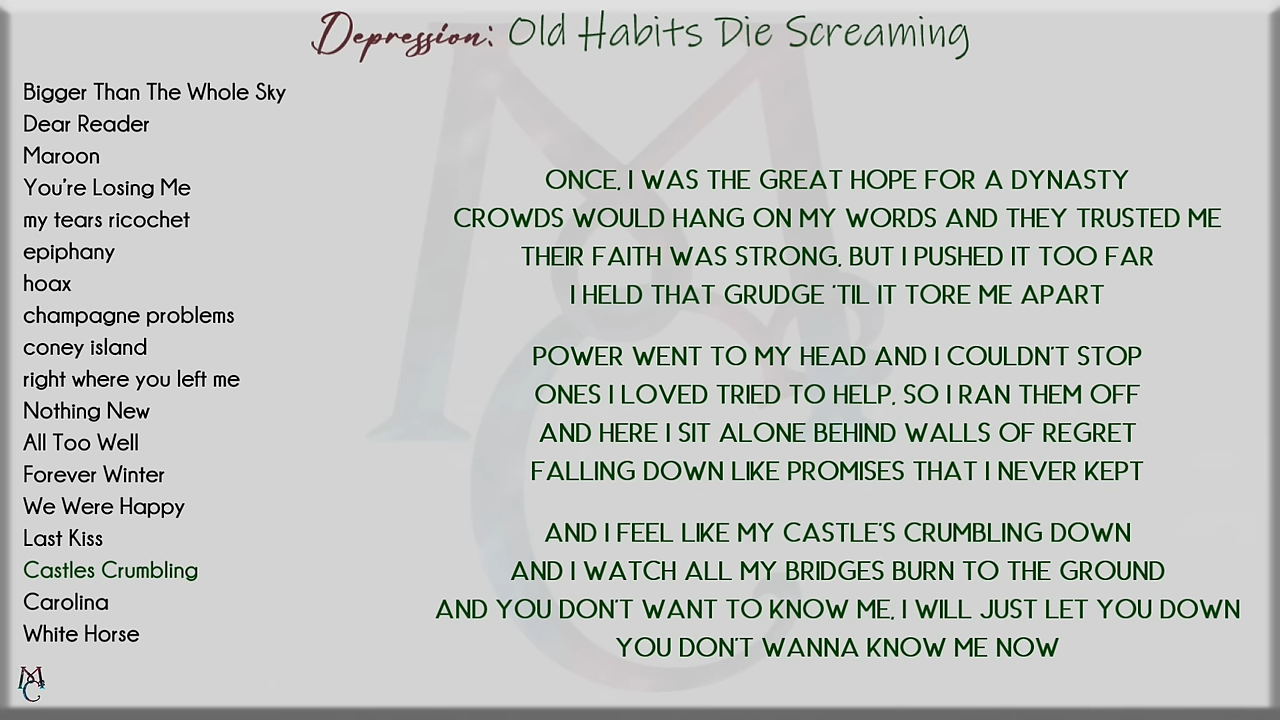 Depression: Old Habits Die Screaming
Bigger Than The Whole Sky
Dear Reader
Maroon
You're Losing Me
my tears ricochet
epiphany
hoax
champagne problems
coney island
right where you left me
Nothing New
All Too Well
Forever Winter
We Were Happy
Last Kiss
Castles Crumbling
Carolina
White Horse
ONCE, I WAS THE GREAT HOPE FOR A DYNASTY
CROWDS WOULD HANG ON MY WORDS AND THEY TRUSTED ME
THEIR FAITH WAS STRONG, BUT I PUSHED IT TOO FAR
I HELD THAT GRUDGE 'TIL IT TORE ME APART
POWER WENT TO MY HEAD AND I COULDN'T STOP
ONES I LOVED TRIED TO HELP, SO I RAN THEM OFF
AND HERE I SIT ALONE BEHIND WALLS OF REGRET
FALLING DOWN LIKE PROMISES THAT I NEVER KEPT
AND I FEEL LIKE MY CASTLE'S CRUMBLING DOWN
AND I WATCH ALL MY BRIDGES BURN TO THE GROUND
AND YOU DON'T WANT TO KNOW ME, I WILL JUST LET YOU DOWN
YOU DON'T WANNA KNOW ME NOW